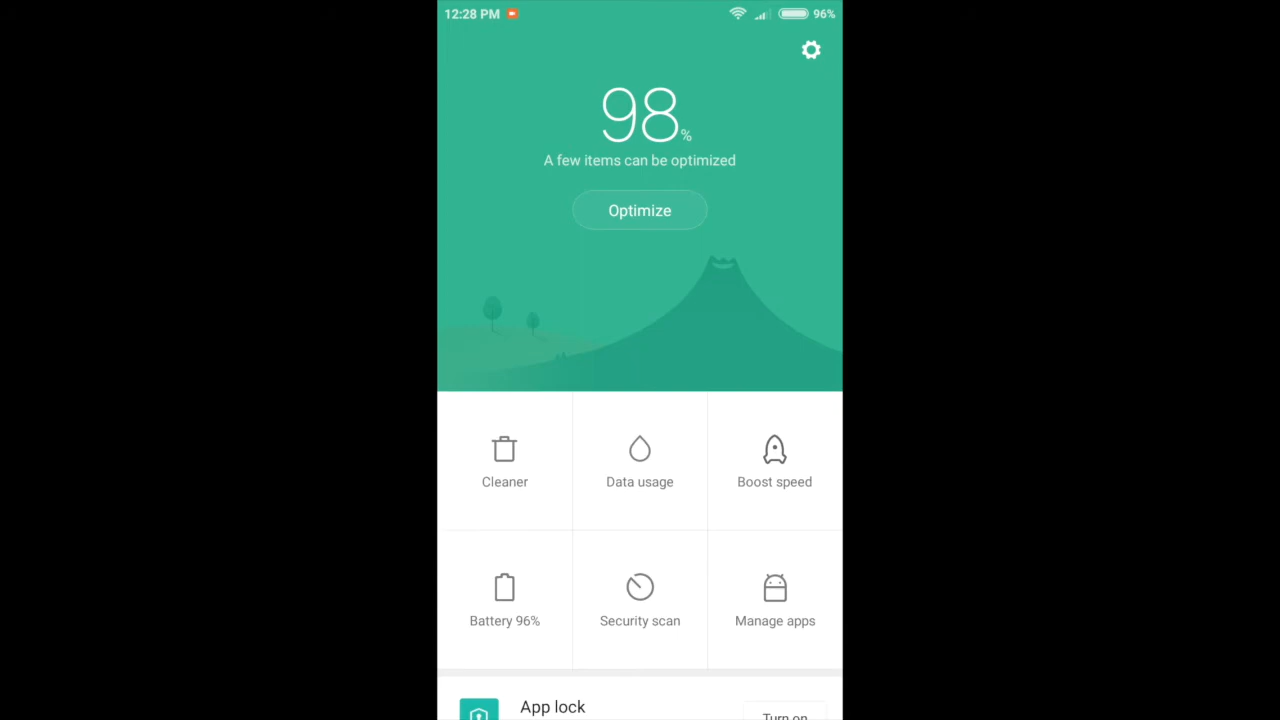 12:28 PM
96%
98%
A few items can be optimized
Optimize
Cleaner
Data usage
Boost speed
Battery 96%
Security scan
Manage apps
App lock
Turn on